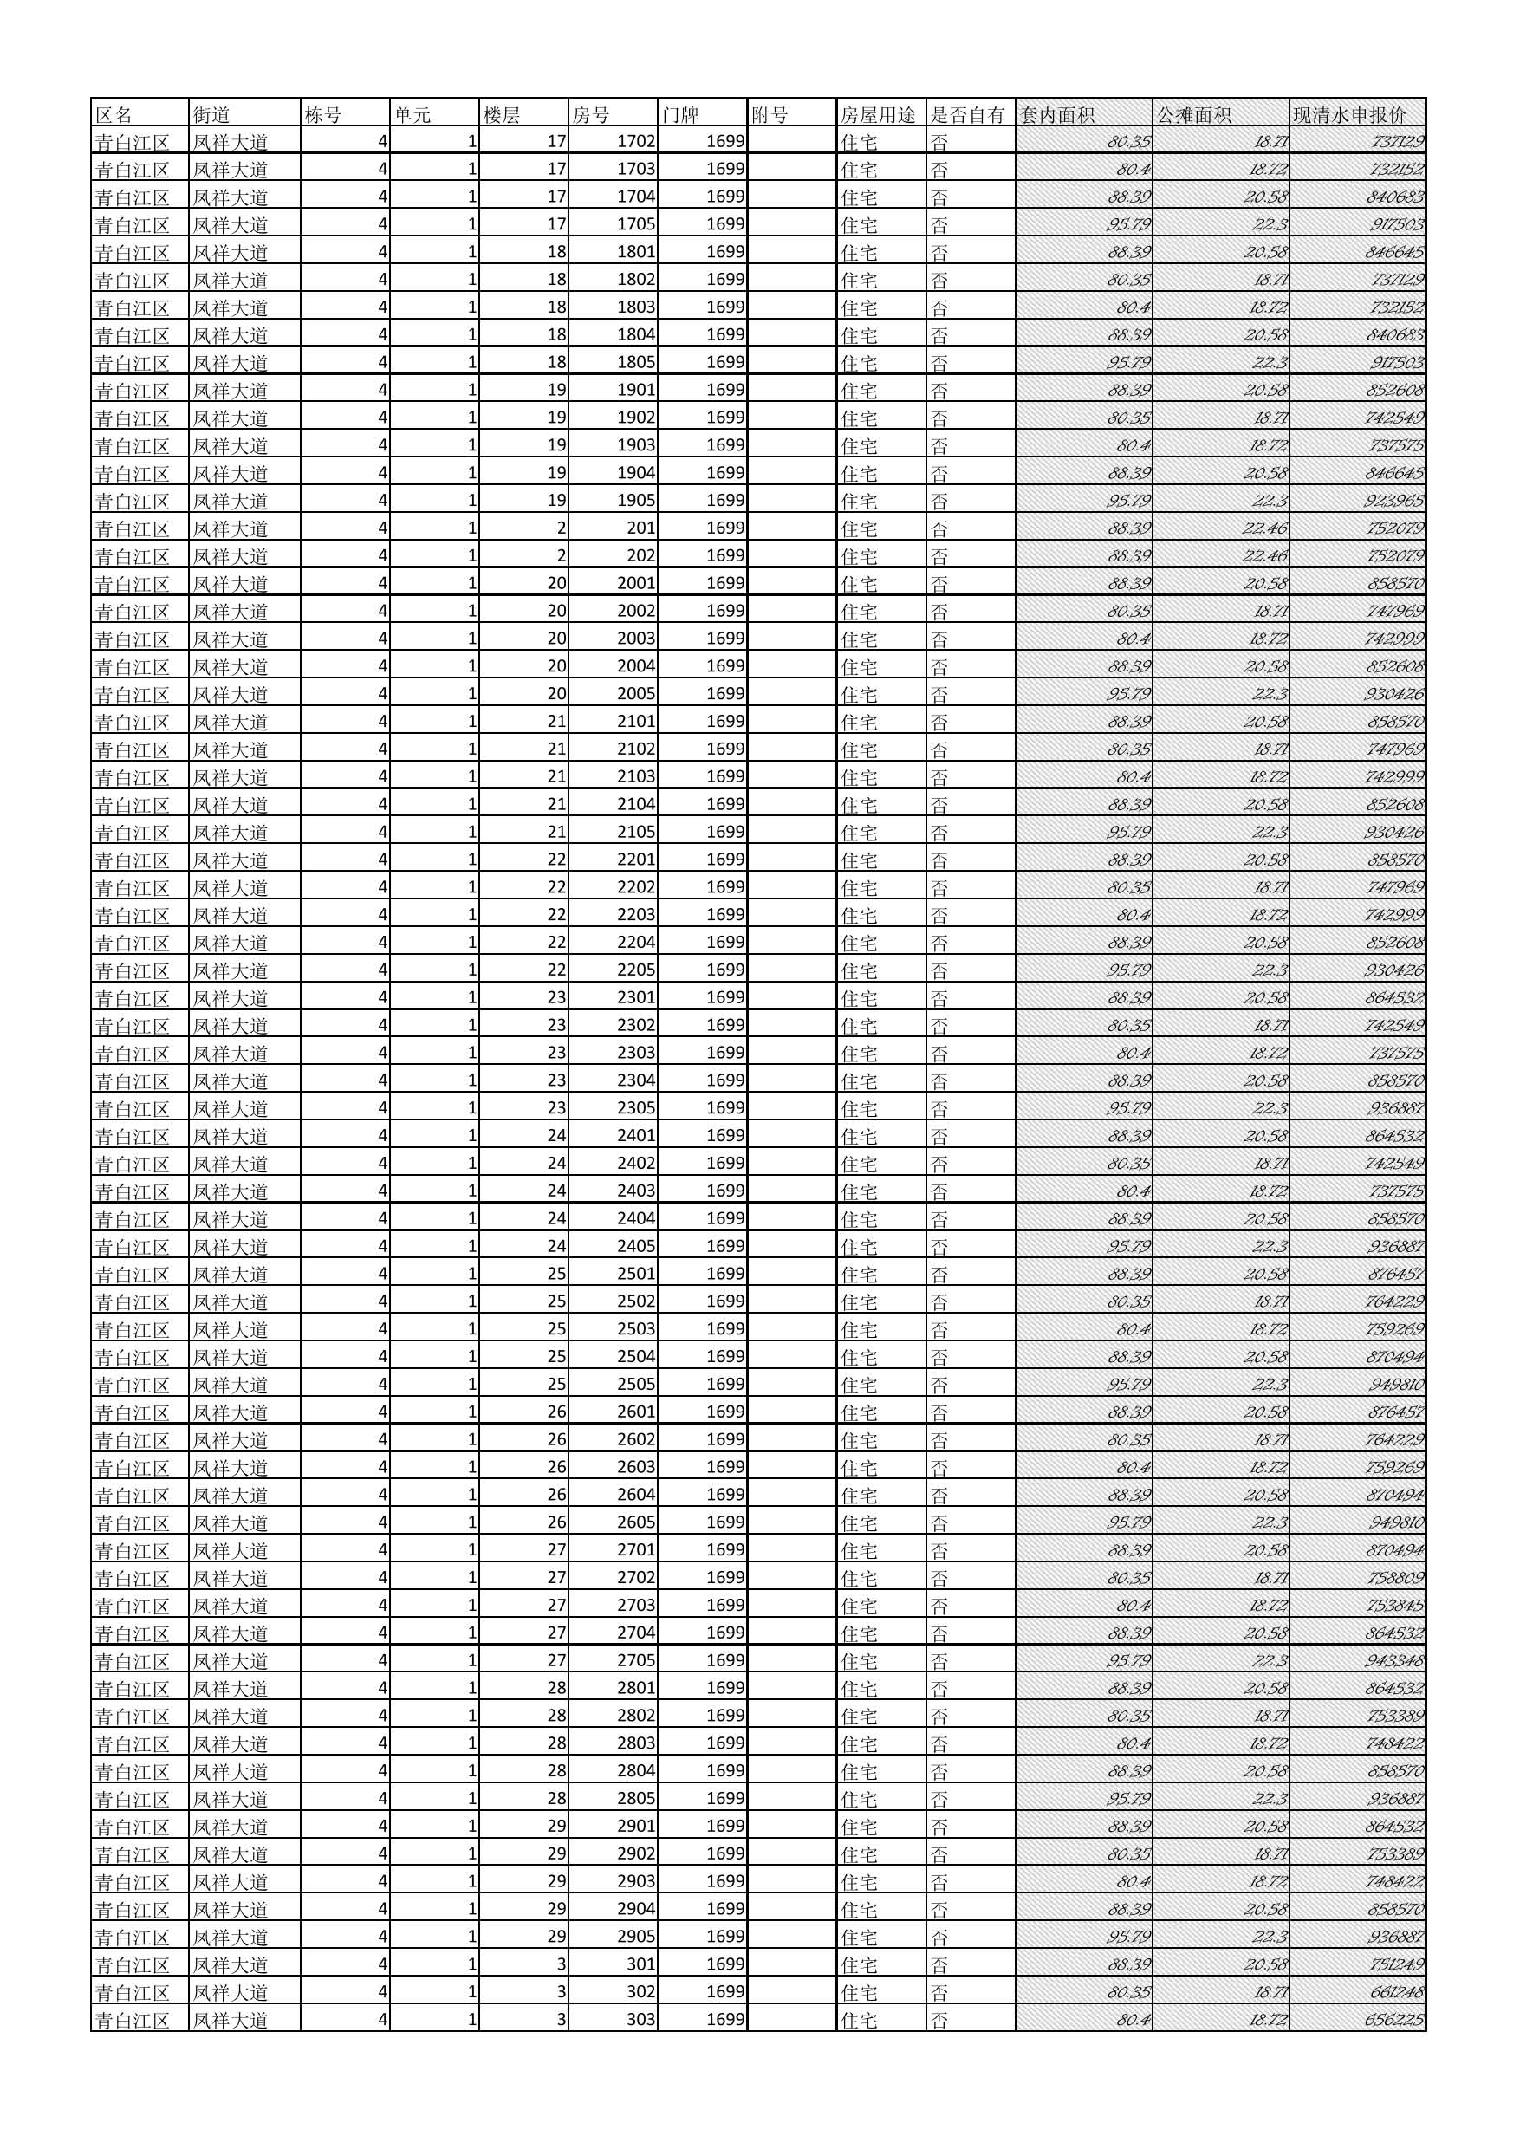 区名 街道 栋号 单元 楼层 房号 门牌 附号 房屋用途 是否自有 套内面积 公摊面积 现清水申报价
青白江区 凤祥大道 4 1 17 1702 1699 住宅 否 80.35 18.71 737129
青白江区 凤祥大道 4 1 17 1703 1699 住宅 否 80.4 18.72 732152
青白江区 凤祥大道 4 1 17 1704 1699 住宅 否 88.39 20.58 840683
青白江区 凤祥大道 4 1 17 1705 1699 住宅 否 95.79 22.3 917503
青白江区 凤祥大道 4 1 18 1801 1699 住宅 否 88.39 20.58 846645
青白江区 凤祥大道 4 1 18 1802 1699 住宅 否 80.35 18.71 737129
青白江区 凤祥大道 4 1 18 1803 1699 住宅 否 80.4 18.72 732152
青白江区 凤祥大道 4 1 18 1804 1699 住宅 否 88.39 20.58 840683
青白江区 凤祥大道 4 1 18 1805 1699 住宅 否 95.79 22.3 917503
青白江区 凤祥大道 4 1 19 1901 1699 住宅 否 88.39 20.58 852608
青白江区 凤祥大道 4 1 19 1902 1699 住宅 否 80.35 18.71 742549
青白江区 凤祥大道 4 1 19 1903 1699 住宅 否 80.4 18.72 737575
青白江区 凤祥大道 4 1 19 1904 1699 住宅 否 88.39 20.58 846645
青白江区 凤祥大道 4 1 19 1905 1699 住宅 否 95.79 22.3 923965
青白江区 凤祥大道 4 1 2 201 1699 住宅 否 88.39 22.46 752079
青白江区 凤祥大道 4 1 2 202 1699 住宅 否 88.39 22.46 752079
青白江区 凤祥大道 4 1 20 2001 1699 住宅 否 88.39 20.58 858570
青白江区 凤祥大道 4 1 20 2002 1699 住宅 否 80.35 18.71 747969
青白江区 凤祥大道 4 1 20 2003 1699 住宅 否 80.4 18.72 742999
青白江区 凤祥大道 4 1 20 2004 1699 住宅 否 88.39 20.58 852608
青白江区 凤祥大道 4 1 20 2005 1699 住宅 否 95.79 22.3 930426
青白江区 凤祥大道 4 1 21 2101 1699 住宅 否 88.39 20.58 858570
青白江区 凤祥大道 4 1 21 2102 1699 住宅 否 80.35 18.71 747969
青白江区 凤祥大道 4 1 21 2103 1699 住宅 否 80.4 18.72 742999
青白江区 凤祥大道 4 1 21 2104 1699 住宅 否 88.39 20.58 852608
青白江区 凤祥大道 4 1 21 2105 1699 住宅 否 95.79 22.3 930426
青白江区 凤祥大道 4 1 22 2201 1699 住宅 否 88.39 20.58 858570
青白江区 凤祥大道 4 1 22 2202 1699 住宅 否 80.35 18.71 747969
青白江区 凤祥大道 4 1 22 2203 1699 住宅 否 80.4 18.72 742999
青白江区 凤祥大道 4 1 22 2204 1699 住宅 否 88.39 20.58 852608
青白江区 凤祥大道 4 1 22 2205 1699 住宅 否 95.79 22.3 930426
青白江区 凤祥大道 4 1 23 2301 1699 住宅 否 88.39 20.58 864532
青白江区 凤祥大道 4 1 23 2302 1699 住宅 否 80.35 18.71 742549
青白江区 凤祥大道 4 1 23 2303 1699 住宅 否 80.4 18.72 737575
青白江区 凤祥大道 4 1 23 2304 1699 住宅 否 88.39 20.58 858570
青白江区 凤祥大道 4 1 23 2305 1699 住宅 否 95.79 22.3 936887
青白江区 凤祥大道 4 1 24 2401 1699 住宅 否 88.39 20.58 864532
青白江区 凤祥大道 4 1 24 2402 1699 住宅 否 80.35 18.71 742549
青白江区 凤祥大道 4 1 24 2403 1699 住宅 否 80.4 18.72 737575
青白江区 凤祥大道 4 1 24 2404 1699 住宅 否 88.39 20.58 858570
青白江区 凤祥大道 4 1 24 2405 1699 住宅 否 95.79 22.3 936887
青白江区 凤祥大道 4 1 25 2501 1699 住宅 否 88.39 20.58 876457
青白江区 凤祥大道 4 1 25 2502 1699 住宅 否 80.35 18.71 764229
青白江区 凤祥大道 4 1 25 2503 1699 住宅 否 80.4 18.72 759269
青白江区 凤祥大道 4 1 25 2504 1699 住宅 否 88.39 20.58 870494
青白江区 凤祥大道 4 1 25 2505 1699 住宅 否 95.79 22.3 949810
青白江区 凤祥大道 4 1 26 2601 1699 住宅 否 88.39 20.58 876457
青白江区 凤祥大道 4 1 26 2602 1699 住宅 否 80.35 18.71 764229
青白江区 凤祥大道 4 1 26 2603 1699 住宅 否 80.4 18.72 759269
青白江区 凤祥大道 4 1 26 2604 1699 住宅 否 88.39 20.58 870494
青白江区 凤祥大道 4 1 26 2605 1699 住宅 否 95.79 22.3 949810
青白江区 凤祥大道 4 1 27 2701 1699 住宅 否 88.39 20.58 870494
青白江区 凤祥大道 4 1 27 2702 1699 住宅 否 80.35 18.71 758809
青白江区 凤祥大道 4 1 27 2703 1699 住宅 否 80.4 18.72 753845
青白江区 凤祥大道 4 1 27 2704 1699 住宅 否 88.39 20.58 864532
青白江区 凤祥大道 4 1 27 2705 1699 住宅 否 95.79 22.3 943348
青白江区 凤祥大道 4 1 28 2801 1699 住宅 否 88.39 20.58 864532
青白江区 凤祥大道 4 1 28 2802 1699 住宅 否 80.35 18.71 753389
青白江区 凤祥大道 4 1 28 2803 1699 住宅 否 80.4 18.72 748422
青白江区 凤祥大道 4 1 28 2804 1699 住宅 否 88.39 20.58 858570
青白江区 凤祥大道 4 1 28 2805 1699 住宅 否 95.79 22.3 936887
青白江区 凤祥大道 4 1 29 2901 1699 住宅 否 88.39 20.58 864532
青白江区 凤祥大道 4 1 29 2902 1699 住宅 否 80.35 18.71 753389
青白江区 凤祥大道 4 1 29 2903 1699 住宅 否 80.4 18.72 748422
青白江区 凤祥大道 4 1 29 2904 1699 住宅 否 88.39 20.58 858570
青白江区 凤祥大道 4 1 29 2905 1699 住宅 否 95.79 22.3 936887
青白江区 凤祥大道 4 1 3 301 1699 住宅 否 88.39 20.58 751249
青白江区 凤祥大道 4 1 3 302 1699 住宅 否 80.35 18.71 661248
青白江区 凤祥大道 4 1 3 303 1699 住宅 否 80.4 18.72 656225